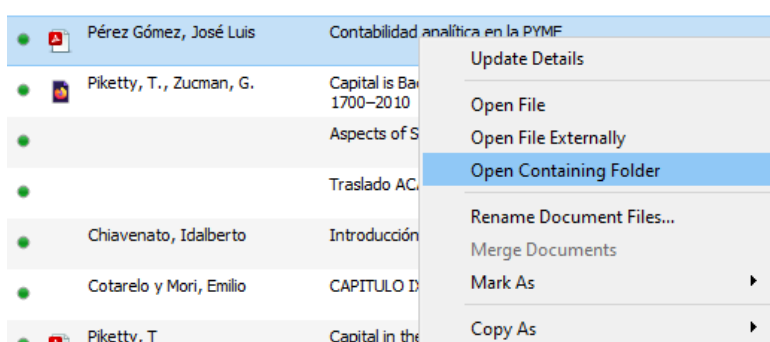 Pérez Gómez, José Luis Contabilidad analítica en la PYME
Update Details
Piketty, T., Zucman, G. Capital is
1700–2010
Open File
Aspects of
Open File Externally
Open Containing Folder
Traslado
Rename Document Files...
Chiavenato, Idalberto Introducción
Merge Documents
Cotarelo y Mori, Emilio CAPITULO
Mark As
Copy As
Piketty, T Capital in the